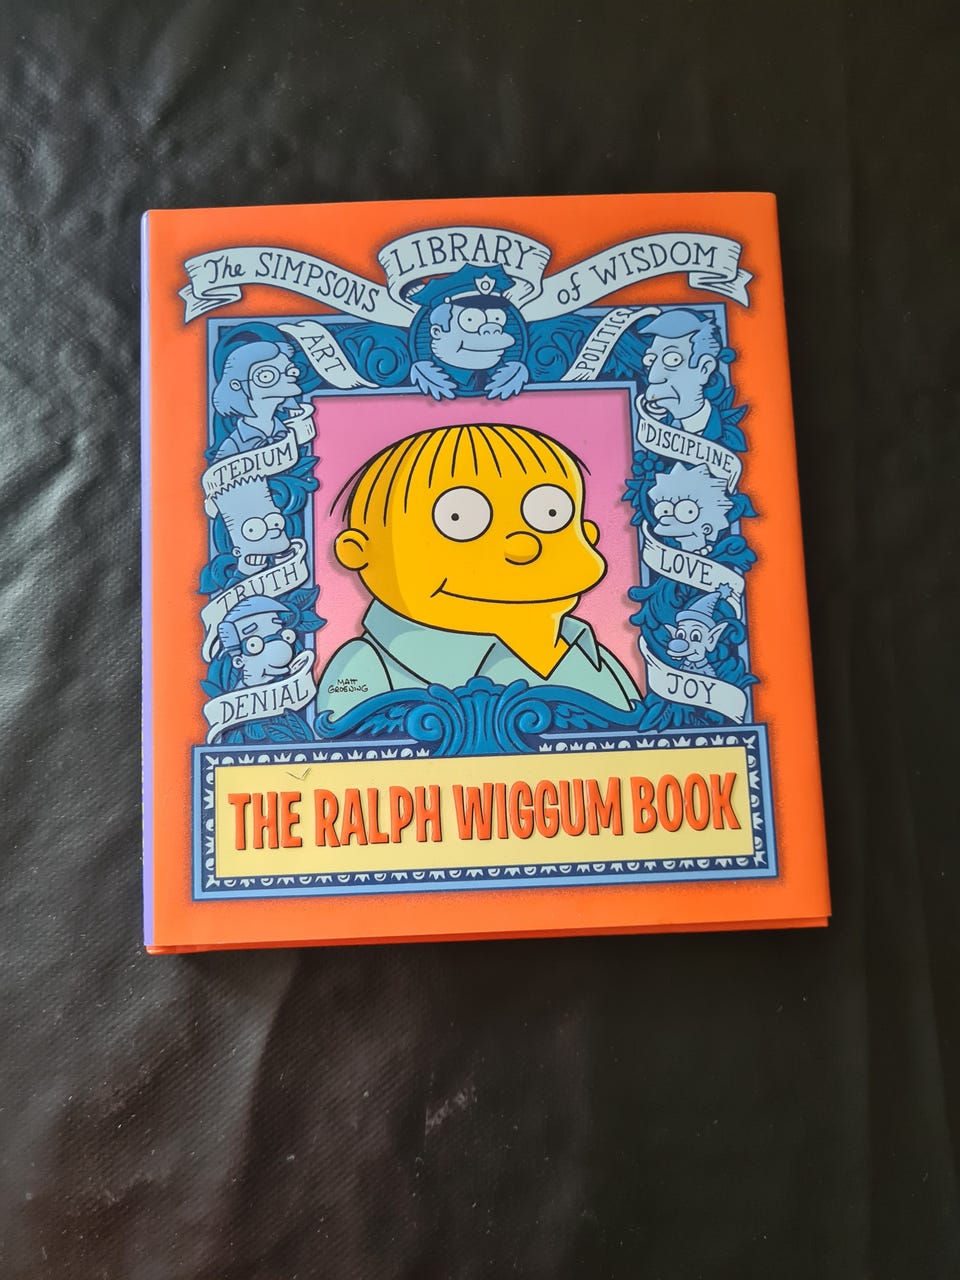 The SIMPSONS LIBRARY of WISDOM
ART
POLITICS
TEDIUM
DISCIPLINE
TRUTH
LOVE
DENIAL
JOY
MATT
GROENING
THE RALPH WIGGUM BOOK